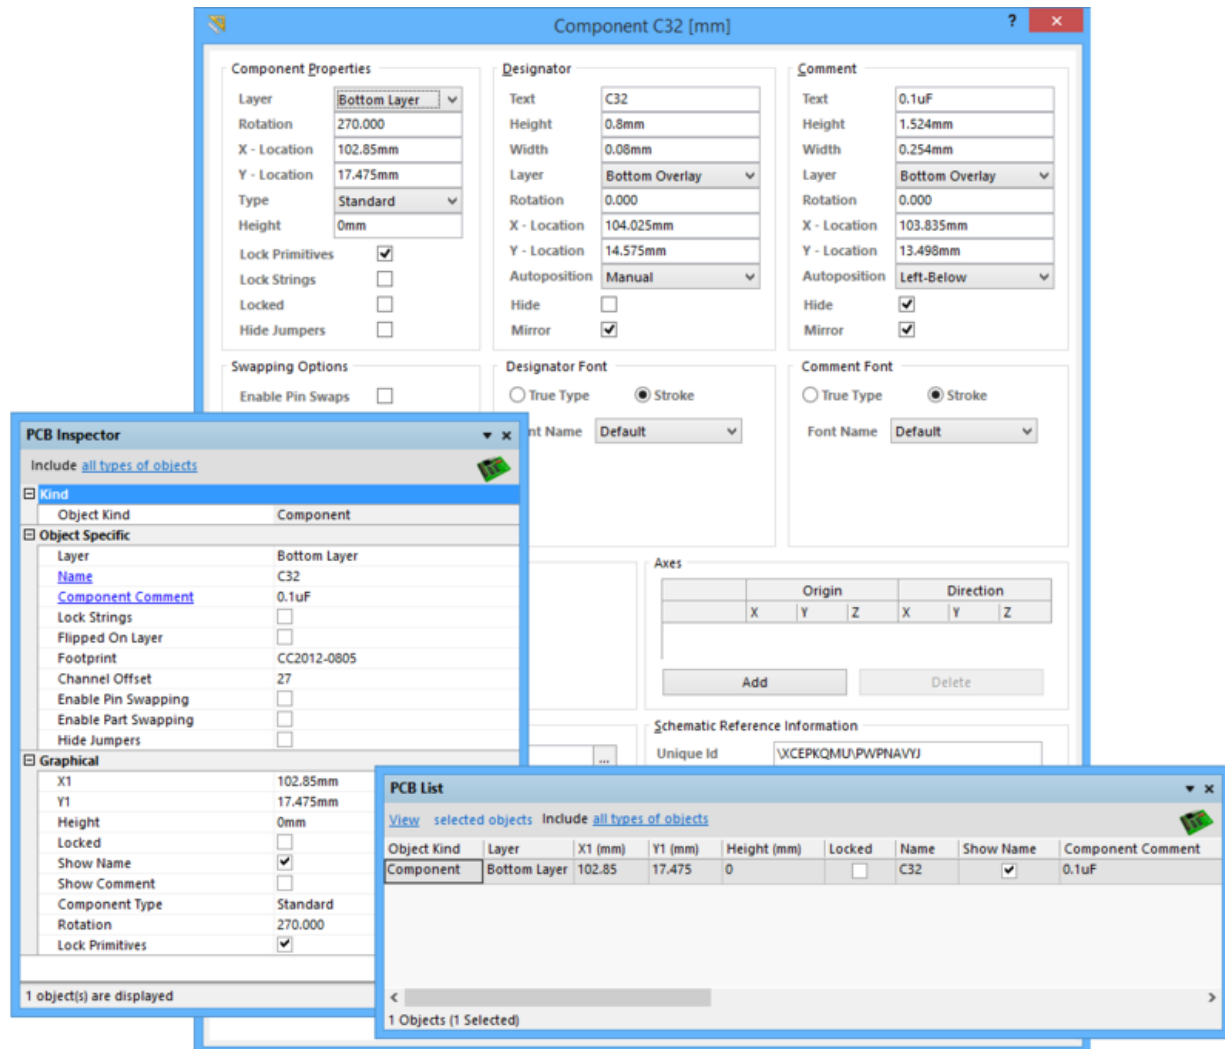 Component C32 [mm]
?
Component Properties
Layer Bottom Layer
Rotation 270.000
X - Location 102.85mm
Y - Location 17.475mm
Type Standard
Height 0mm
Lock Primitives
Lock Strings
Locked
Hide Jumpers
Designator
Text C32
Height 0.8mm
Width 0.08mm
Layer Bottom Overlay
Rotation 0.000
X - Location 104.025mm
Y - Location 14.575mm
Autoposition Manual
Hide
Mirror
Comment
Text 0.1uF
Height 1.524mm
Width 0.254mm
Layer Bottom Overlay
Rotation 0.000
X - Location 103.835mm
Y - Location 13.498mm
Autoposition Left-Below
Hide
Mirror
Swapping Options
Enable Pin Swaps
Designator Font
True Type Stroke
nt Name Default
Comment Font
True Type Stroke
Font Name Default
Axes
Origin Direction
X Y Z X Y Z
Add Delete
Schematic Reference Information
...
Unique Id \XCEPKQMU\PWPNAVYJ
PCB Inspector
Include all types of objects
Kind
Object Kind Component
Object Specific
Layer Bottom Layer
Name C32
Component Comment 0.1uF
Lock Strings
Flipped On Layer
Footprint CC2012-0805
Channel Offset 27
Enable Pin Swapping
Enable Part Swapping
Hide Jumpers
Graphical
X1 102.85mm
Y1 17.475mm
Height 0mm
Locked
Show Name
Show Comment
Component Type Standard
Rotation 270.000
Lock Primitives
1 object(s) are displayed
PCB List
View selected objects Include all types of objects
Object Kind Layer X1 (mm) Y1 (mm) Height (mm) Locked Name Show Name Component Comment
Component Bottom Layer 102.85 17.475 0 C32 0.1uF
1 Objects (1 Selected)